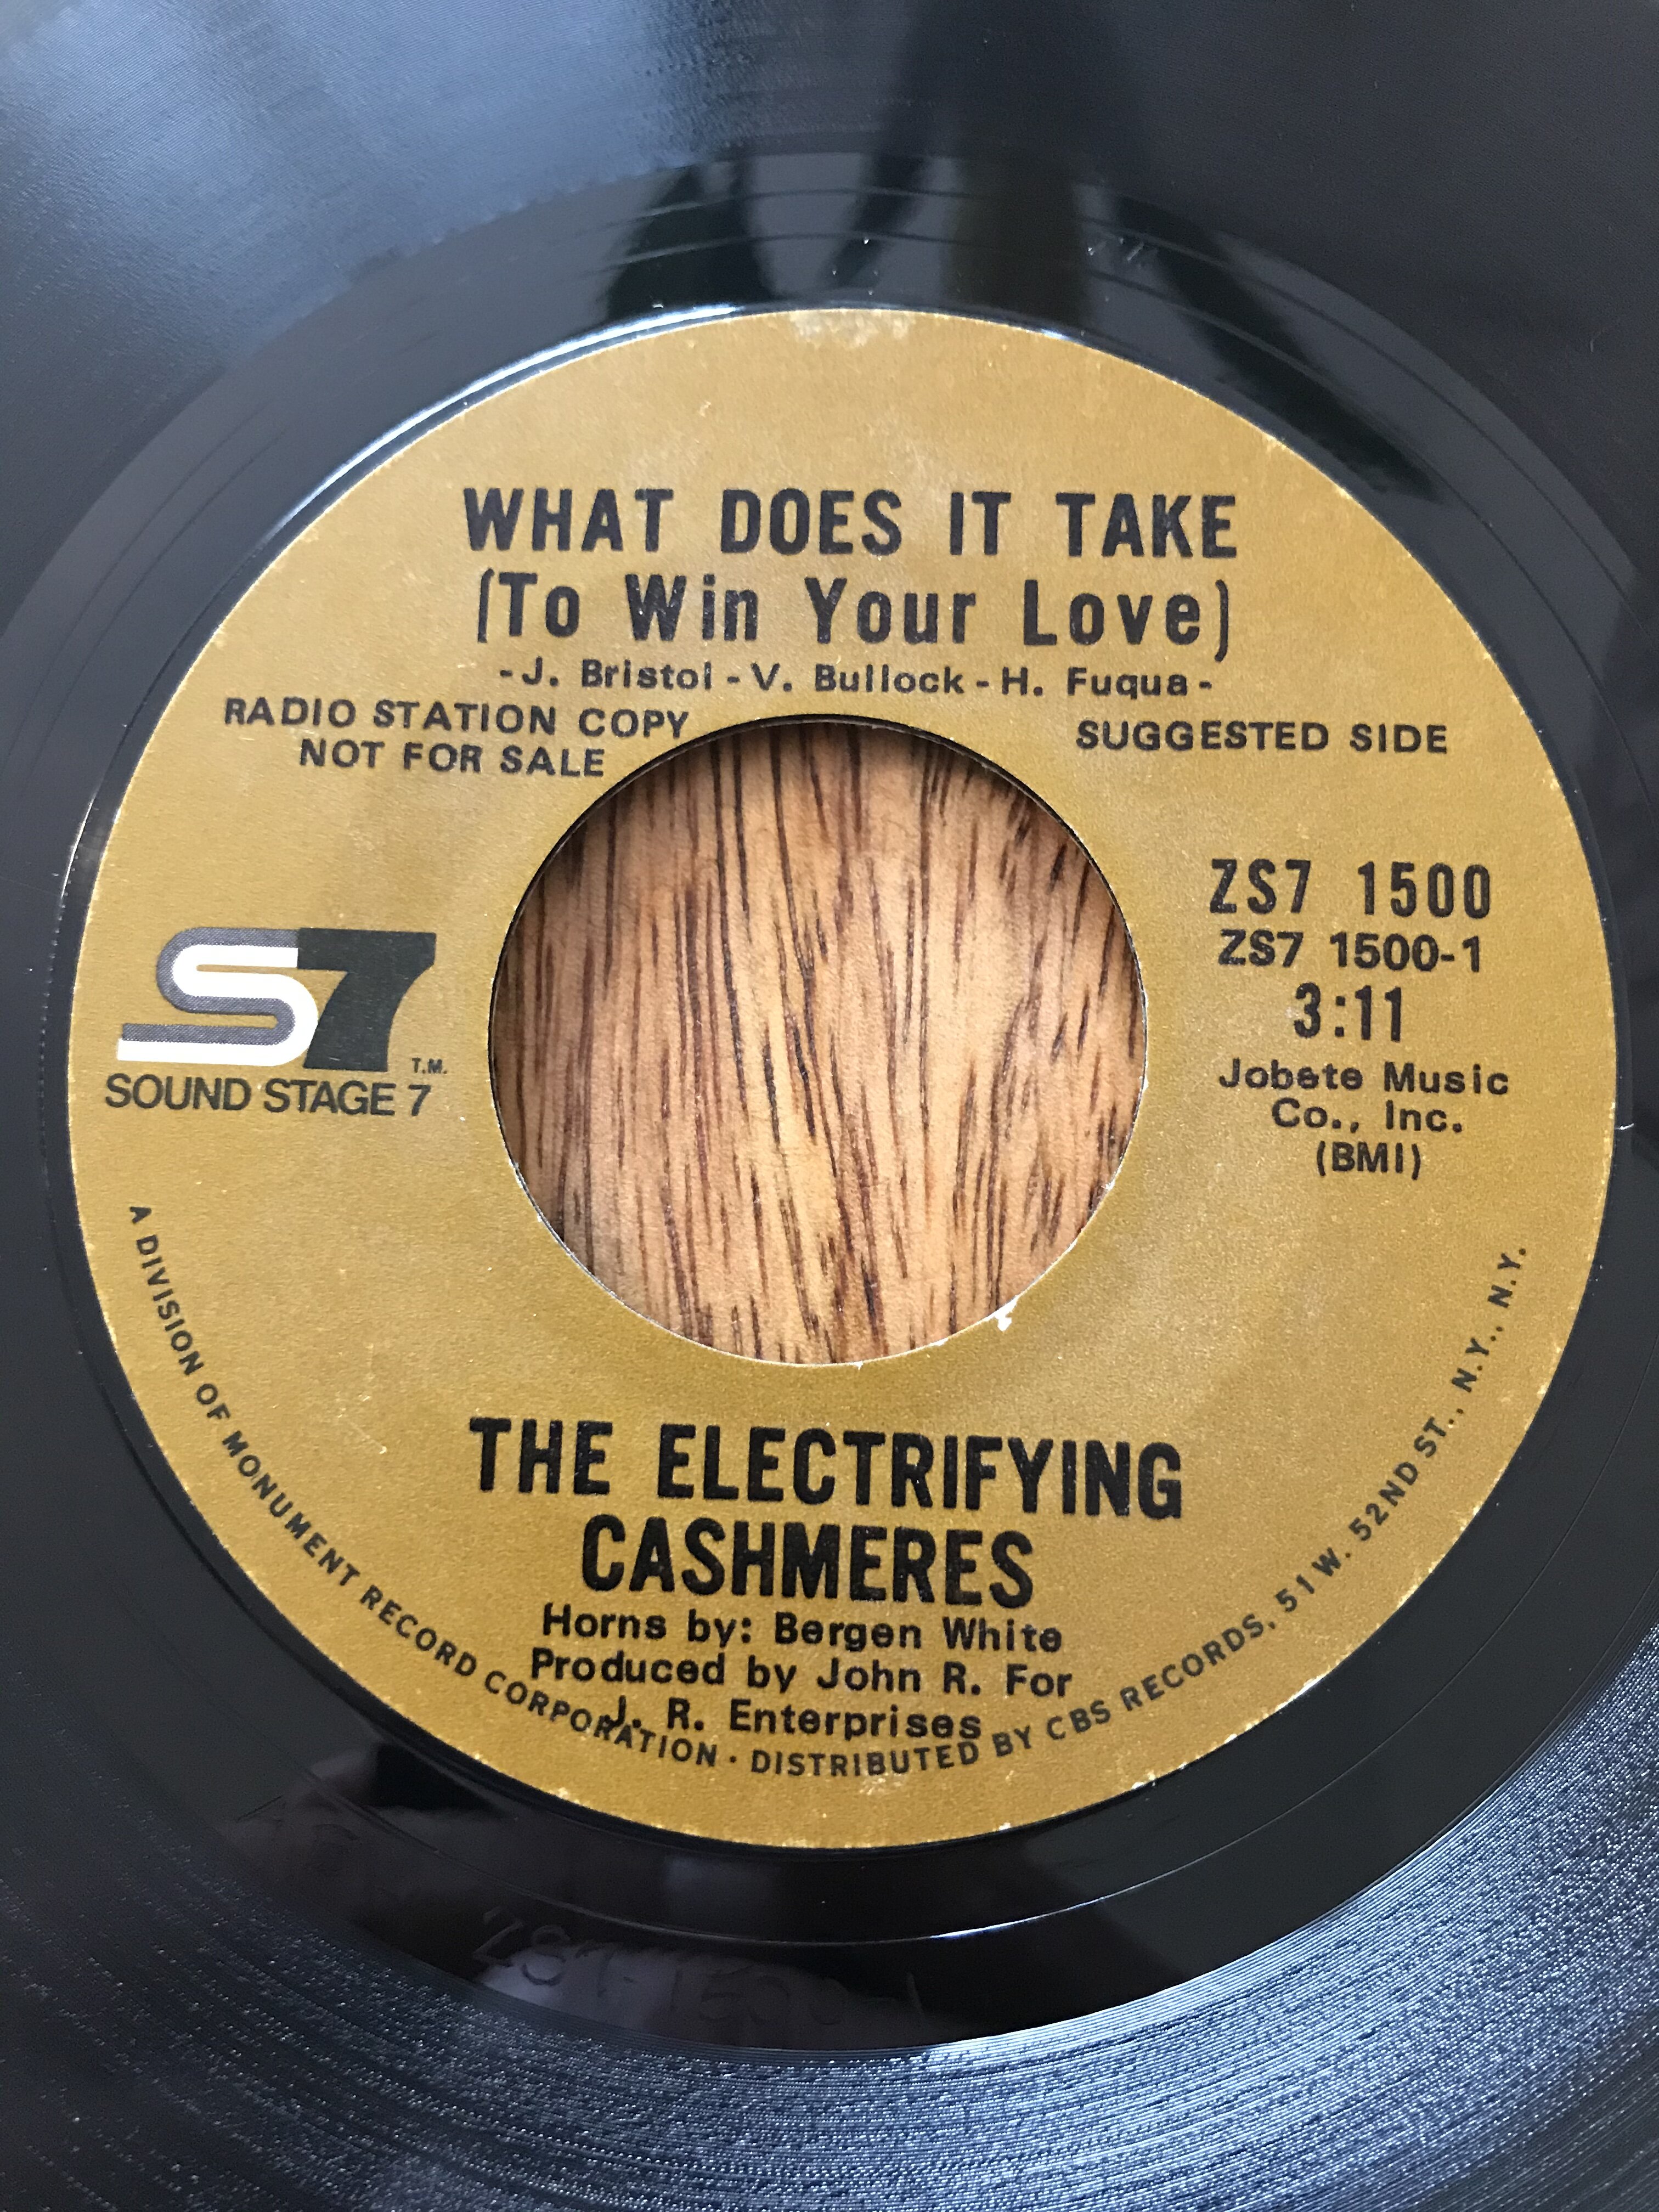 WHAT DOES IT TAKE
(To Win Your Love)
-J. Bristol - V. Bullock - H. Fuqua-
RADIO STATION COPY
NOT FOR SALE
SUGGESTED SIDE
ZS7 1500
ZS7 1500-1
3:11
Jobete Music
Co., Inc.
(BMI)
S7
T.M.
SOUND STAGE 7
THE ELECTRIFYING
CASHMERES
Horns by: Bergen White
Produced by John R. For
J. R. Enterprises
A DIVISION OF MONUMENT RECORD CORPORATION · DISTRIBUTED BY CBS RECORDS, 51 W. 52ND ST., N.Y., N.Y.